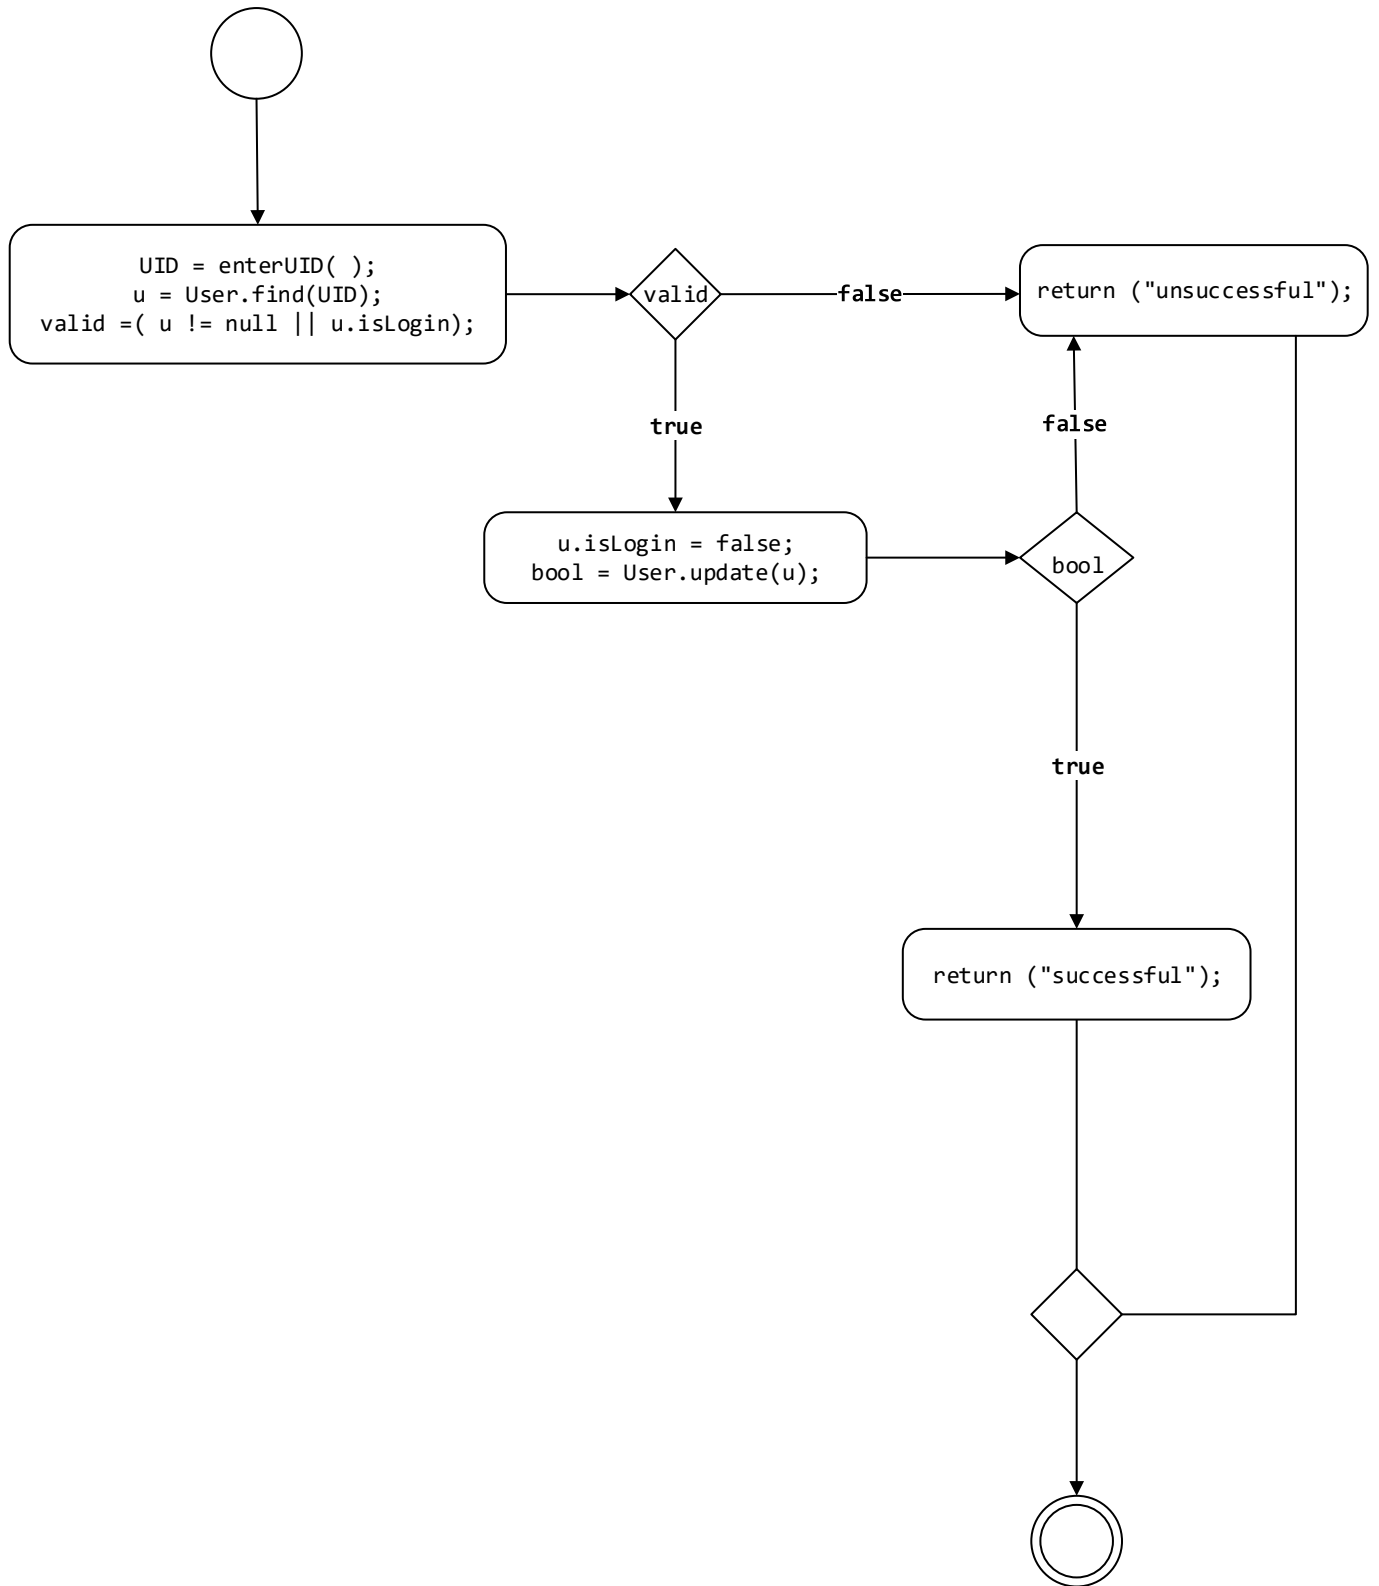 UID = enterUID( );
u = User.find(UID);
valid =( u != null || u.isLogin);
valid
false
return ("unsuccessful");
true
false
u.isLogin = false;
bool = User.update(u);
bool
true
return ("successful");